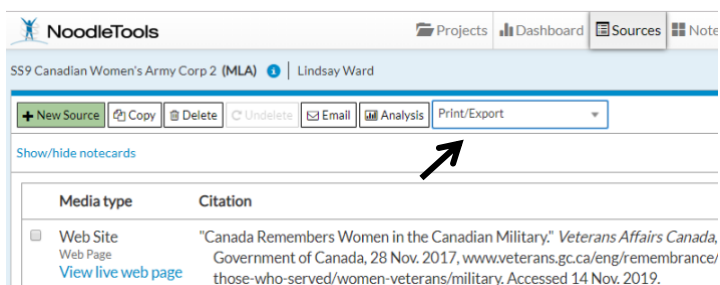 NoodleTools
Projects Dashboard Sources
SS9 Canadian Women's Army Corp 2 (MLA) Lindsay Ward
New Source Copy Delete Undelete Email Analysis Print/Export
Show/hide notecards
Media type Citation
Web Site "Canada Remembers Women in the Canadian Military." Veterans Affairs Canada,
Web Page Government of Canada, 28 Nov. 2017, www.veterans.gc.ca/eng/remembrance/
View live web page those-who-served/women-veterans/military. Accessed 14 Nov. 2019.